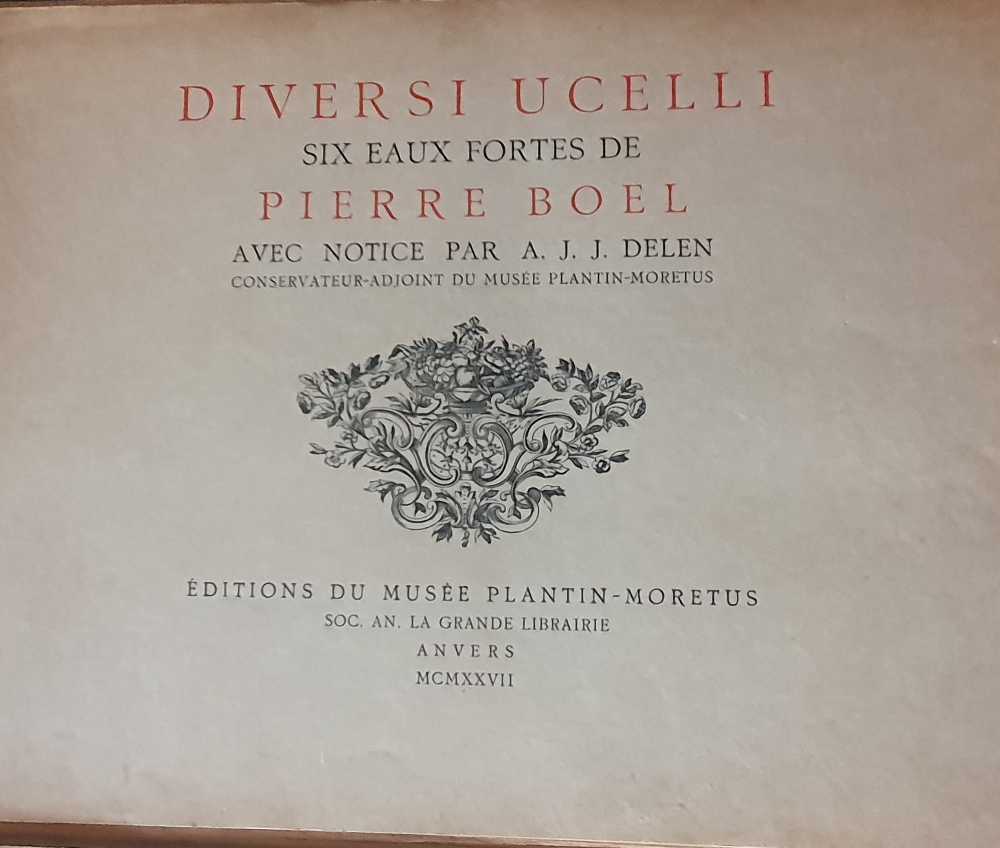 DIVERSI UCELLI
SIX EAUX FORTES DE
PIERRE BOEL
AVEC NOTICE PAR A. J. J. DELEN
CONSERVATEUR-ADJOINT DU MUSÉE PLANTIN-MORETUS
ÉDITIONS DU MUSÉE PLANTIN-MORETUS
SOC. AN. LA GRANDE LIBRAIRIE
ANVERS
MCMXXVII